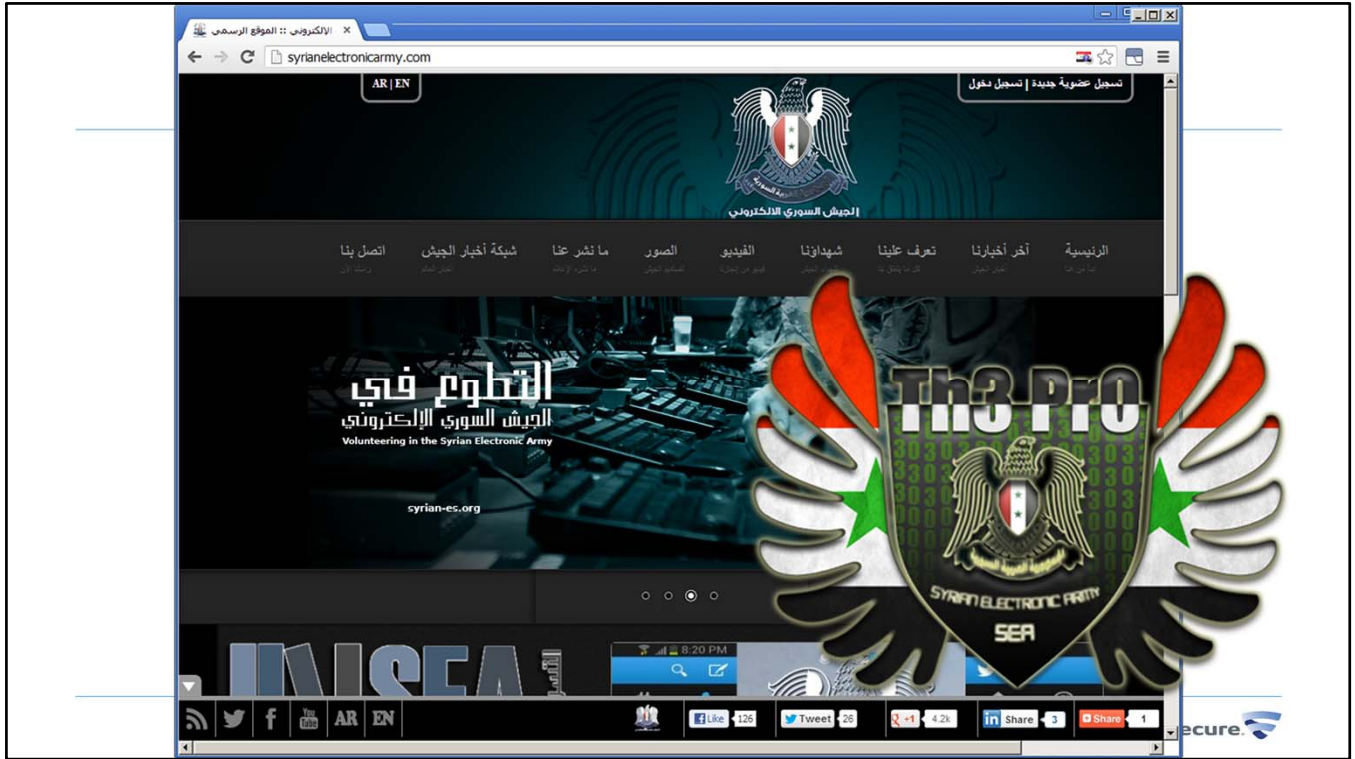 الالكتروني :: الموقع الرسمي
syrianelectronicarmy.com
AR | EN
تسجيل عضوية جديدة | تسجيل دخول
الجيش السوري الالكتروني
الرئيسية آخر أخبارنا تعرف علينا شهداؤنا الفيديو الصور ما نشر عنا شبكة أخبار الجيش اتصل بنا
التطوع في
الجيش السوري الإلكتروني
Volunteering in the Syrian Electronic Army
syrian-es.org
Th3 Pr0
SYRIAN ELECTRONIC ARMY
SEA
8:20 PM
AR EN
Like 126
Tweet 26
+1 4.2k
in Share 3
Share 1
ecure.